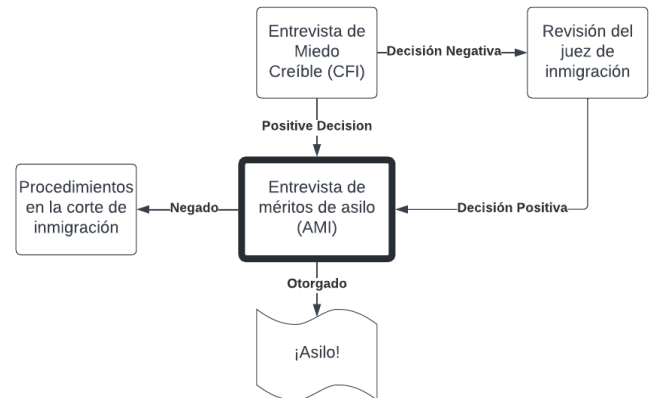 Entrevista de
Miedo
Creíble (CFI)
Decisión Negativa
Revisión del
juez de
inmigración
Positive Decision
Procedimientos
en la corte de
inmigración
Negado
Entrevista de
méritos de asilo
(AMI)
Decisión Positiva
Otorgado
¡Asilo!